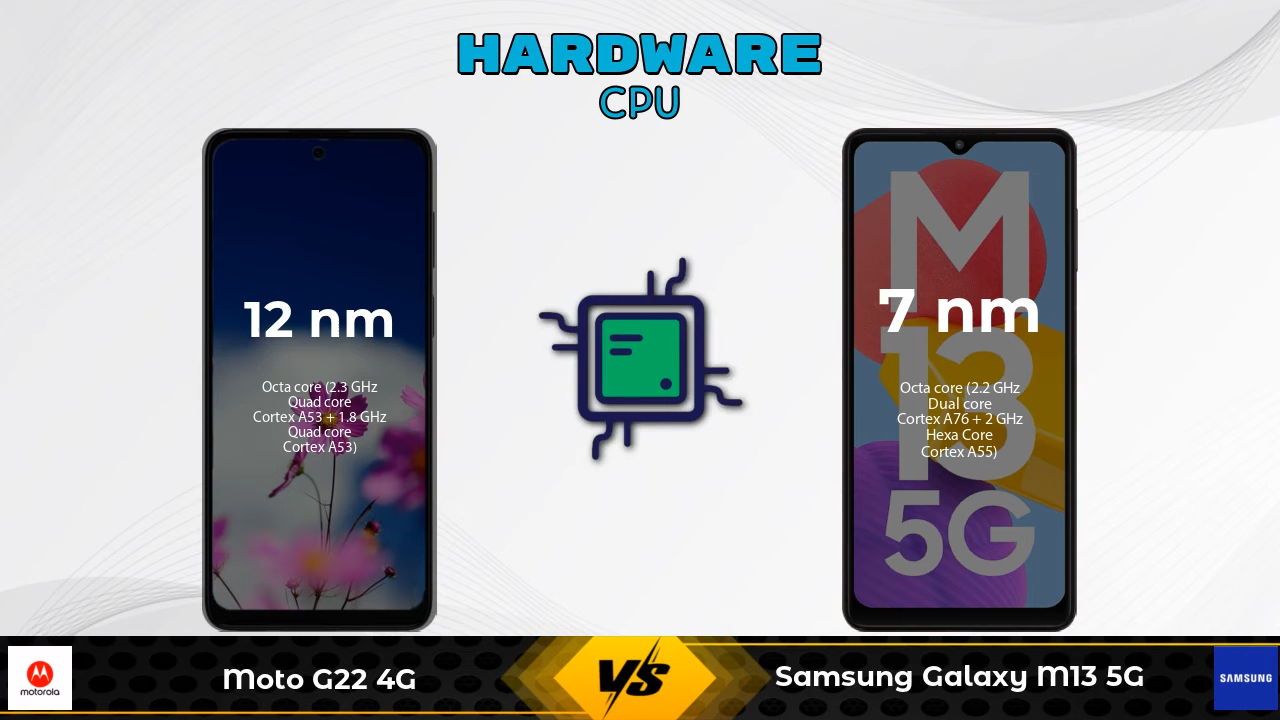 HARDWARE
CPU
12 nm
Octa core (2.3 GHz
Quad core
Cortex A53 + 1.8 GHz
Quad core
Cortex A53)
M
13
5G
7 nm
Octa core (2.2 GHz
Dual core
Cortex A76 + 2 GHz
Hexa Core
Cortex A55)
motorola
Moto G22 4G
VS
Samsung Galaxy M13 5G
SAMSUNG